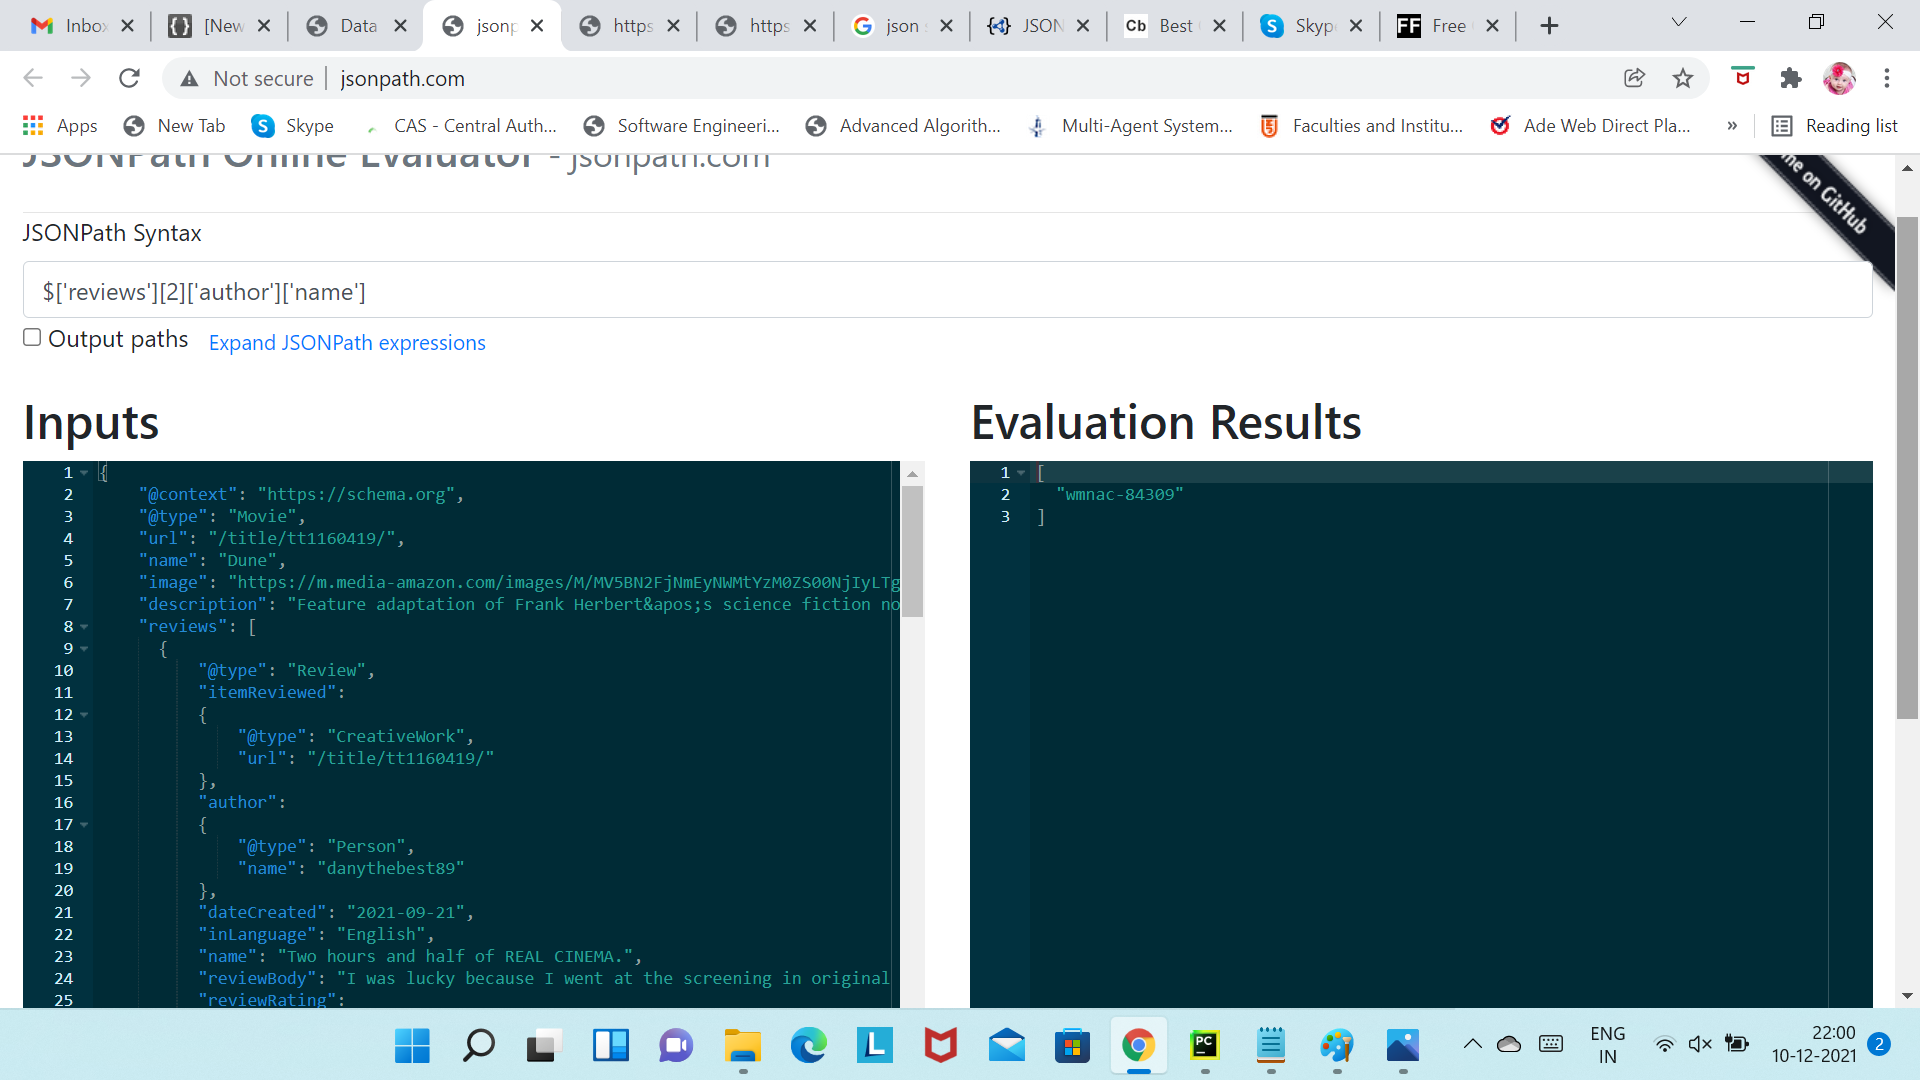 Inbo
[New
Data
jsonp
https
https
json
JSON
Cb Best
Skype
FF Free
Not secure jsonpath.com
Apps New Tab Skype CAS - Central Auth... Software Engineeri... Advanced Algorith... Multi-Agent System... Faculties and Institu... Ade Web Direct Pla... » Reading list
JSONPath Online Evaluator - jsonpath.com
me on GitHub
JSONPath Syntax
$['reviews'][2]['author']['name']
Output paths Expand JSONPath expressions
Inputs
1 {
2 "@context": "https://schema.org",
3 "@type": "Movie",
4 "url": "/title/tt1160419/",
5 "name": "Dune",
6 "image": "https://m.media-amazon.com/images/M/MV5BN2FjNmEyNWMtYzM0ZS00NjIyLTg
7 "description": "Feature adaptation of Frank Herbert&apos;s science fiction no
8 "reviews": [
9 {
10 "@type": "Review",
11 "itemReviewed":
12 {
13 "@type": "CreativeWork",
14 "url": "/title/tt1160419/"
15 },
16 "author":
17 {
18 "@type": "Person",
19 "name": "danythebest89"
20 },
21 "dateCreated": "2021-09-21",
22 "inLanguage": "English",
23 "name": "Two hours and half of REAL CINEMA.",
24 "reviewBody": "I was lucky because I went at the screening in original
25 "reviewRating":
Evaluation Results
1 [
2 "wmnac-84309"
3 ]
L
PC
ENG
IN
22:00
10-12-2021
2